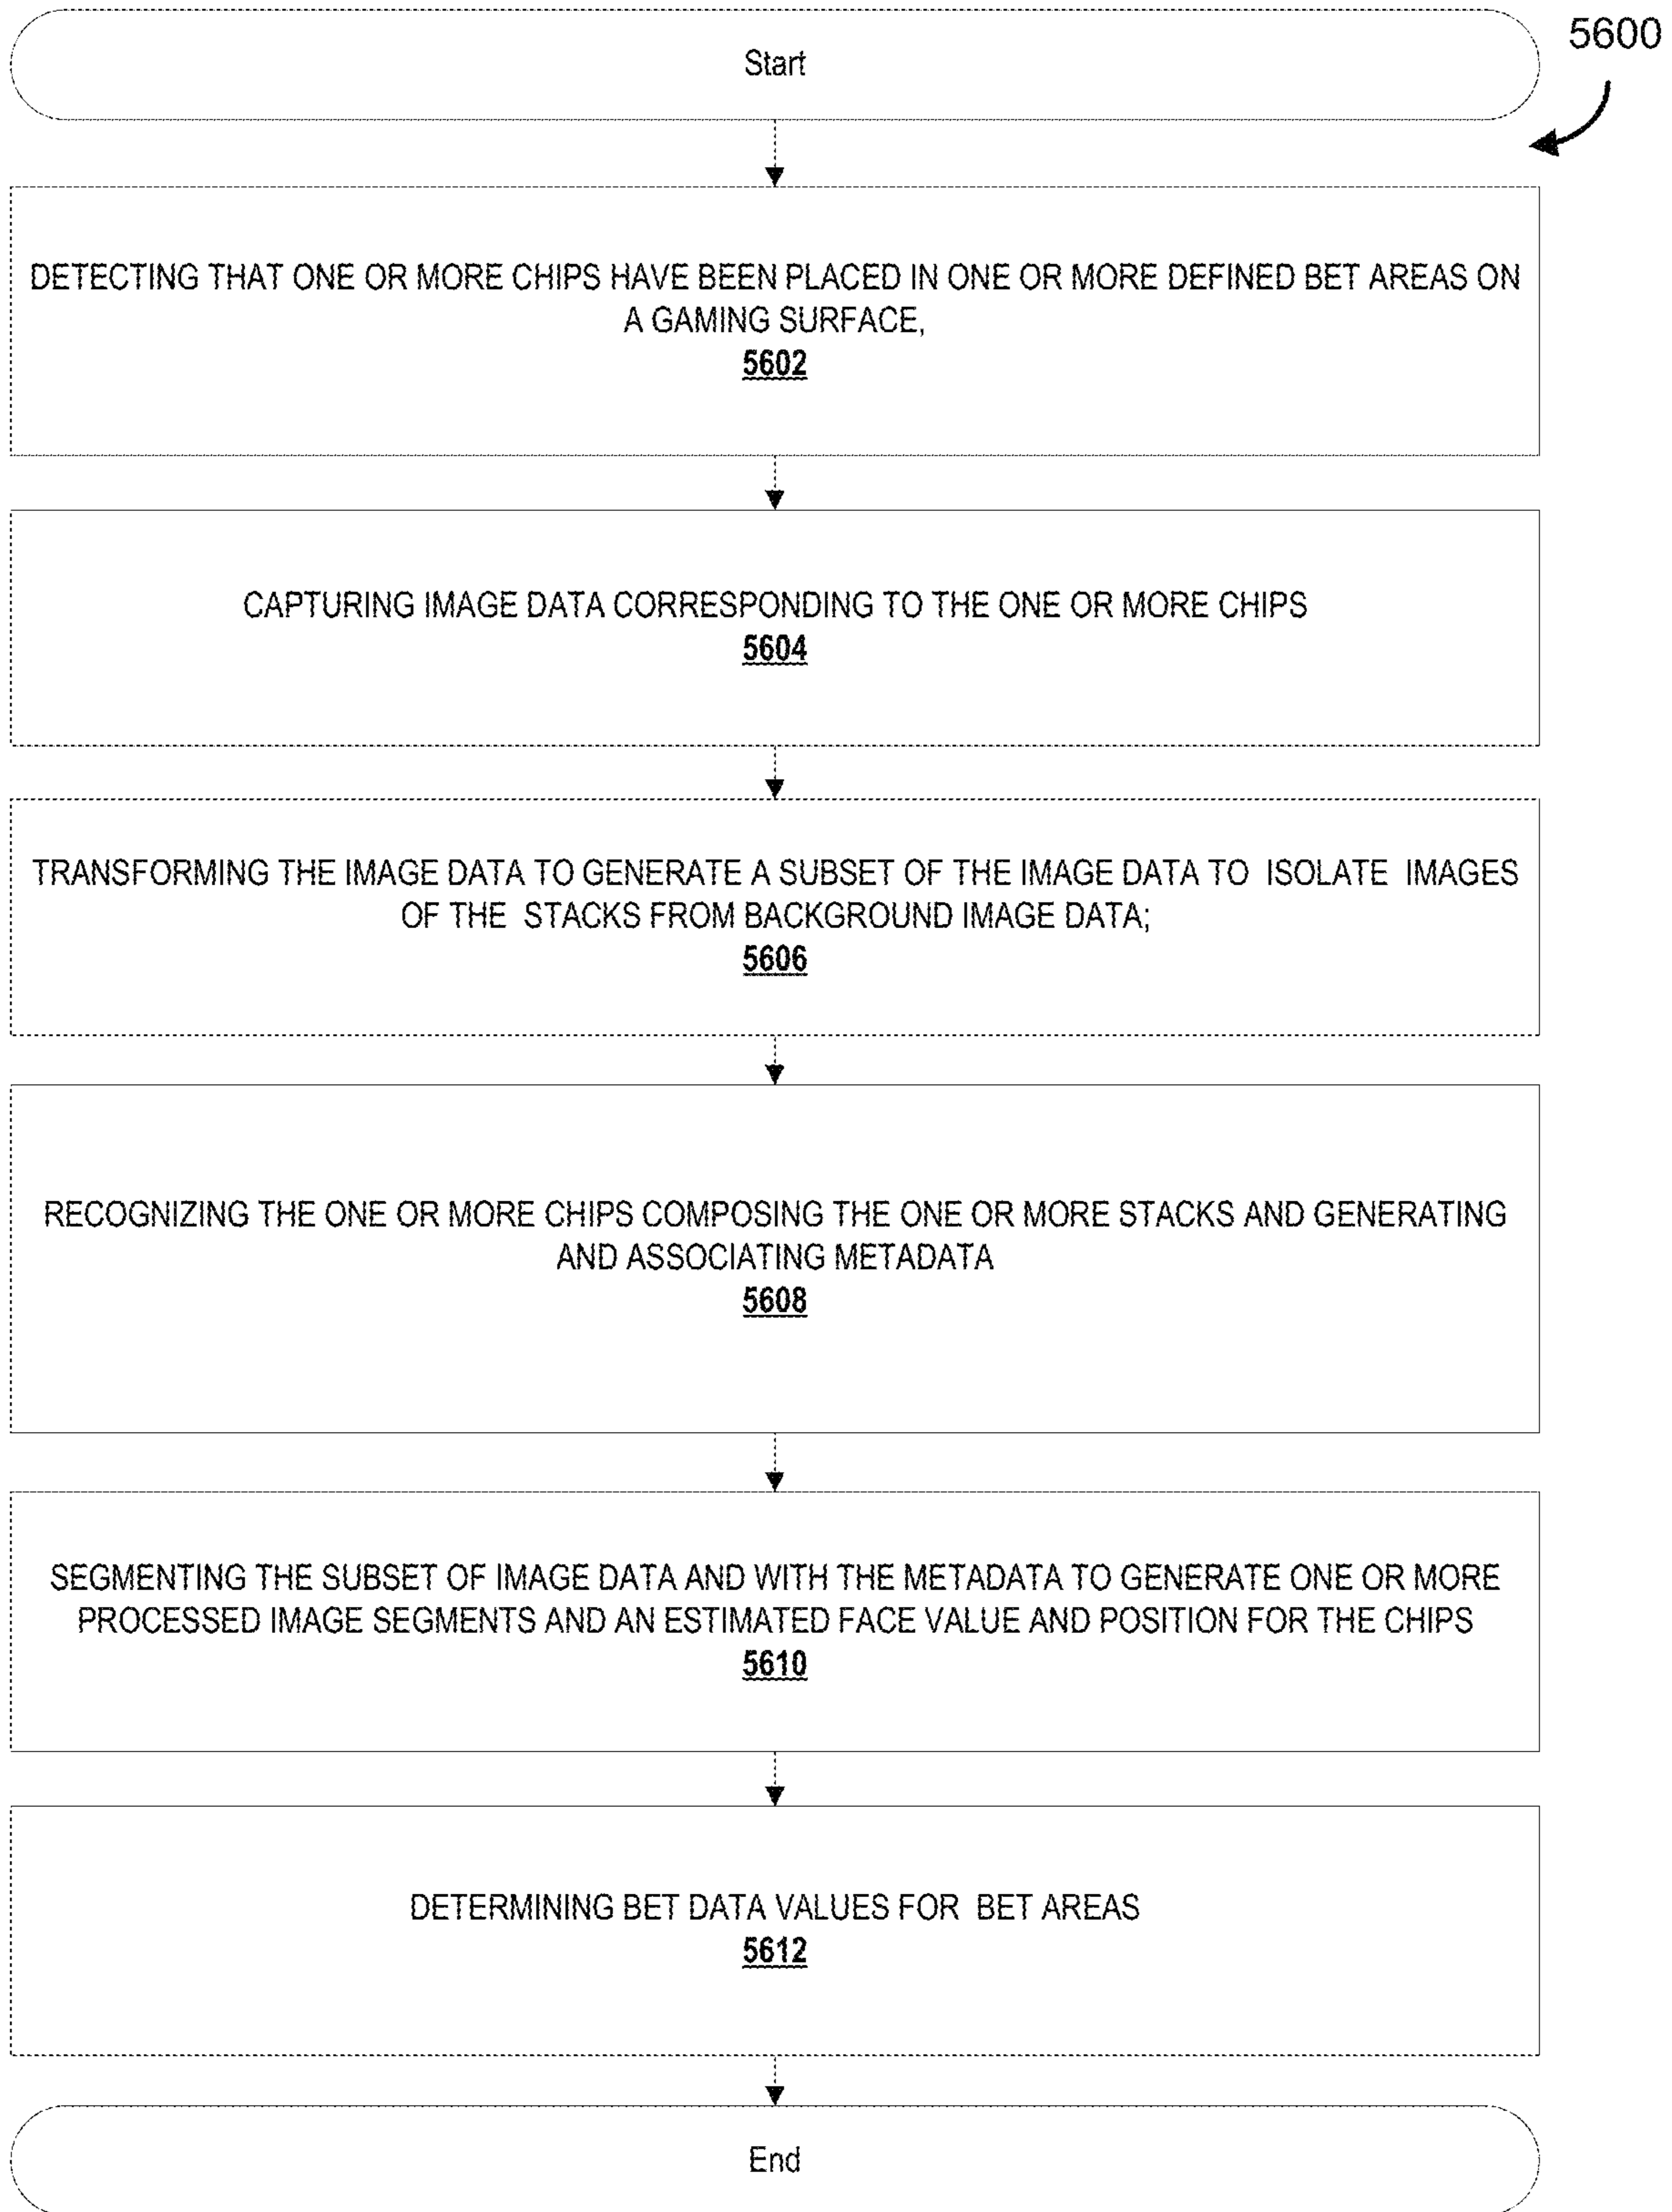 Start
5600
DETECTING THAT ONE OR MORE CHIPS HAVE BEEN PLACED IN ONE OR MORE DEFINED BET AREAS ON
A GAMING SURFACE,
5602
CAPTURING IMAGE DATA CORRESPONDING TO THE ONE OR MORE CHIPS
5604
TRANSFORMING THE IMAGE DATA TO GENERATE A SUBSET OF THE IMAGE DATA TO ISOLATE IMAGES
OF THE STACKS FROM BACKGROUND IMAGE DATA;
5606
RECOGNIZING THE ONE OR MORE CHIPS COMPOSING THE ONE OR MORE STACKS AND GENERATING
AND ASSOCIATING METADATA
5608
SEGMENTING THE SUBSET OF IMAGE DATA AND WITH THE METADATA TO GENERATE ONE OR MORE
PROCESSED IMAGE SEGMENTS AND AN ESTIMATED FACE VALUE AND POSITION FOR THE CHIPS
5610
DETERMINING BET DATA VALUES FOR BET AREAS
5612
End